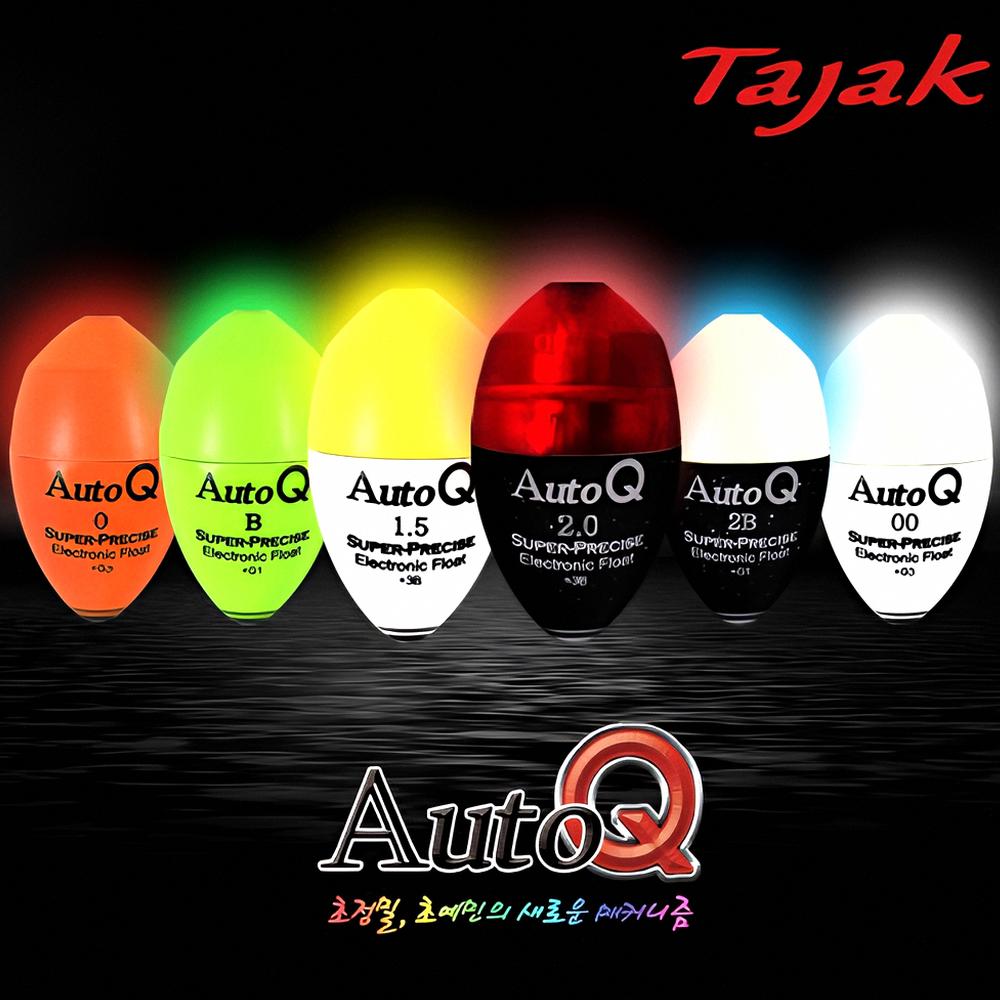 Tajak
AutoQ
0
SUPER-PRECISE
Electronic Float
AutoQ
B
SUPER-PRECISE
Electronic Float
AutoQ
1.5
SUPER-PRECISE
Electronic Float
AutoQ
2.0
SUPER-PRECISE
Electronic Float
AutoQ
2B
SUPER-PRECISE
Electronic Float
AutoQ
00
SUPER-PRECISE
Electronic Float
AutoQ
초정밀, 초예민의 새로운 메커니즘